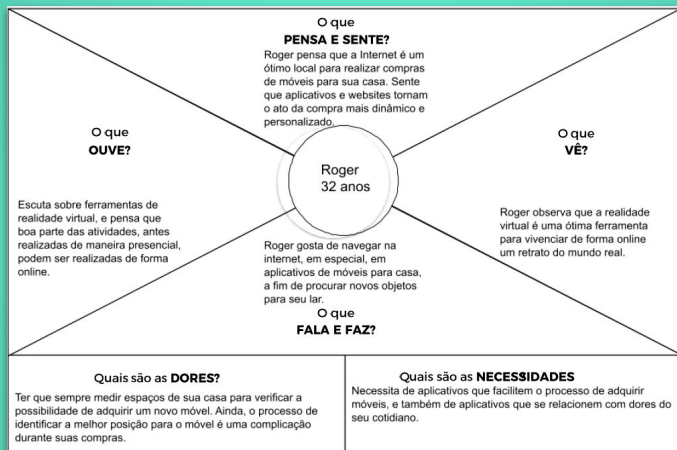 O que
PENSA E SENTE?
Roger pensa que a Internet é um
ótimo local para realizar compras
de móveis para sua casa. Sente
que aplicativos e websites tornam
o ato da compra mais dinâmico e
personalizado.
O que
OUVE?
Escuta sobre ferramentas de
realidade virtual, e pensa que
boa parte das atividades, antes
realizadas de maneira presencial,
podem ser realizadas de forma
online.
Roger
32 anos
O que
VÊ?
Roger observa que a realidade
virtual é uma ótima ferramenta
para vivenciar de forma online
um retrato do mundo real.
Roger gosta de navegar na
internet, em especial, em
aplicativos de móveis para casa,
a fim de procurar novos objetos
para seu lar.
O que
FALA E FAZ?
Quais são as DORES?
Ter que sempre medir espaços de sua casa para verificar a
possibilidade de adquirir um novo móvel. Ainda, o processo de
identificar a melhor posição para o móvel é uma complicação
durante suas compras.
Quais são as NECESSIDADES
Necessita de aplicativos que facilitem o processo de adquirir
móveis, e também de aplicativos que se relacionem com dores do
seu cotidiano.